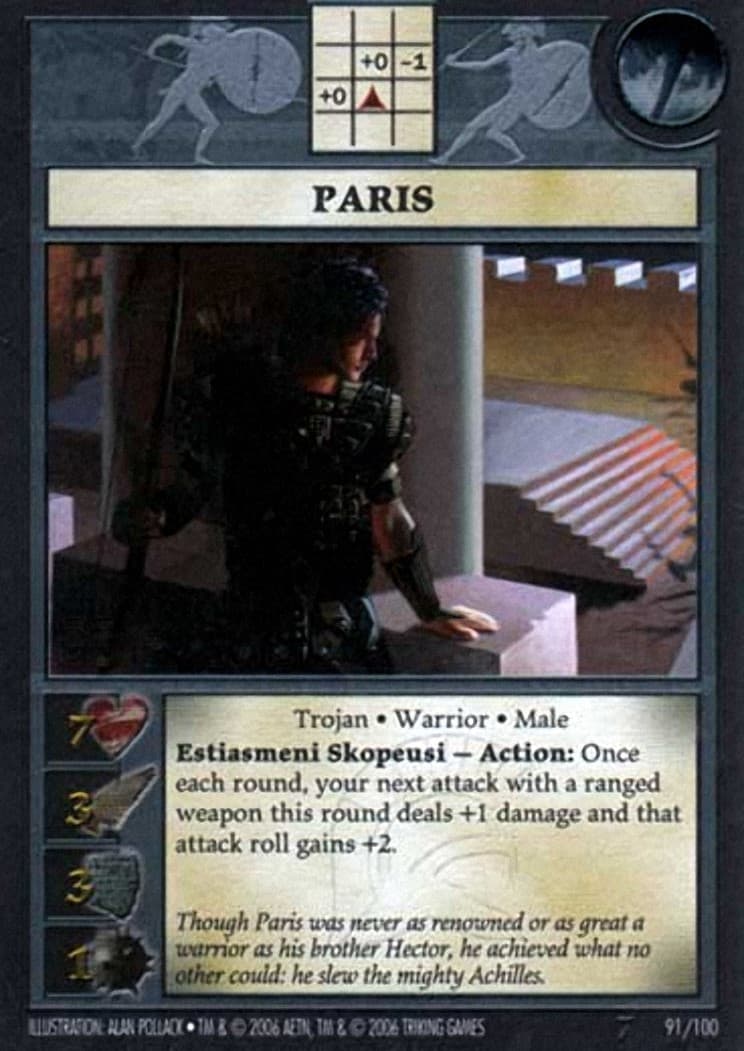 +0 -1
+0
PARIS
7
3
3
1
Trojan • Warrior • Male
Estiasmeni Skopeusi – Action: Once
each round, your next attack with a ranged
weapon this round deals +1 damage and that
attack roll gains +2.
Though Paris was never as renowned or as great a
warrior as his brother Hector, he achieved what no
other could: he slew the mighty Achilles.
ILLUSTRATION: ALAN POLLACK • TM & © 2006 AETN, TM & © 2006 TRIKING GAMES
7 91/100